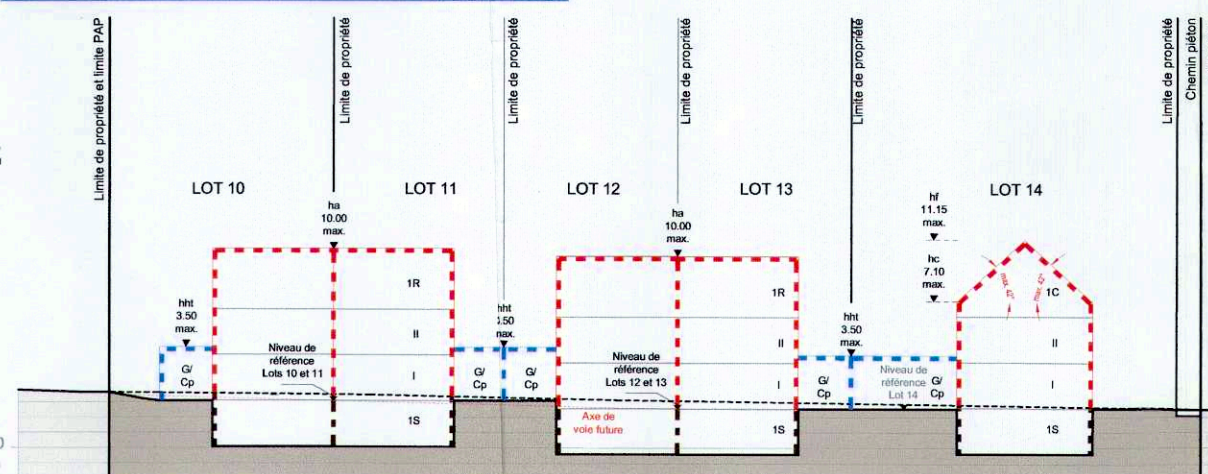 Limite de propriété et limite PAP
Limite de propriété
Limite de propriété
Limite de propriété
Limite de propriété
Limite de propriété
Chemin piéton
LOT 10
LOT 11
LOT 12
LOT 13
LOT 14
ha
10.00
max.
ha
10.00
max.
hf
11.15
max.
hc
7.10
max.
hht
3.50
max.
hht
3.50
max.
1R
II
I
1S
1R
II
I
1S
1C
II
I
1S
max. 42°
max. 42°
G/
Cp
G/
Cp
G/
Cp
G/
Cp
G/
Cp
Niveau de
référence
Lots 10 et 11
Niveau de
référence
Lots 12 et 13
Niveau de
référence
Lot 14
Axe de
voie future